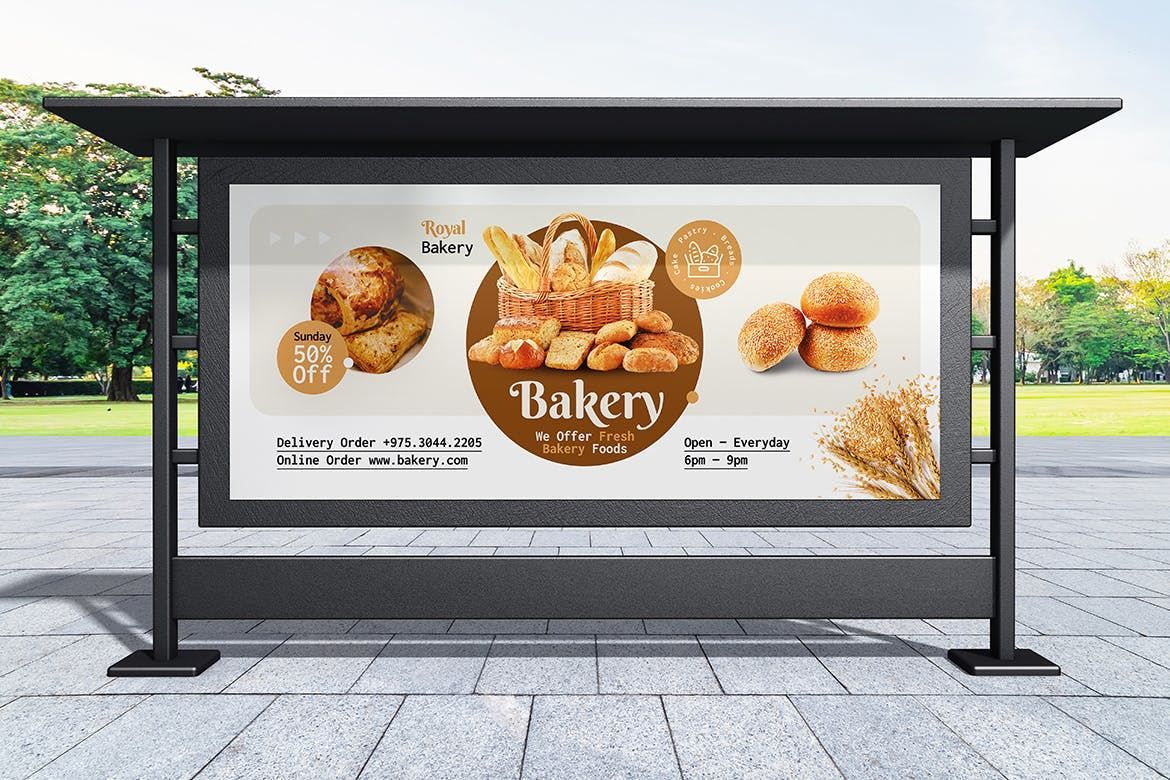 Royal
Bakery
Cake · Pastry · Breads · Cookies ·
Sunday
50%
Off
Bakery
We Offer Fresh
Bakery Foods
Delivery Order +975.3044.2205
Online Order www.bakery.com
Open – Everyday
6pm – 9pm